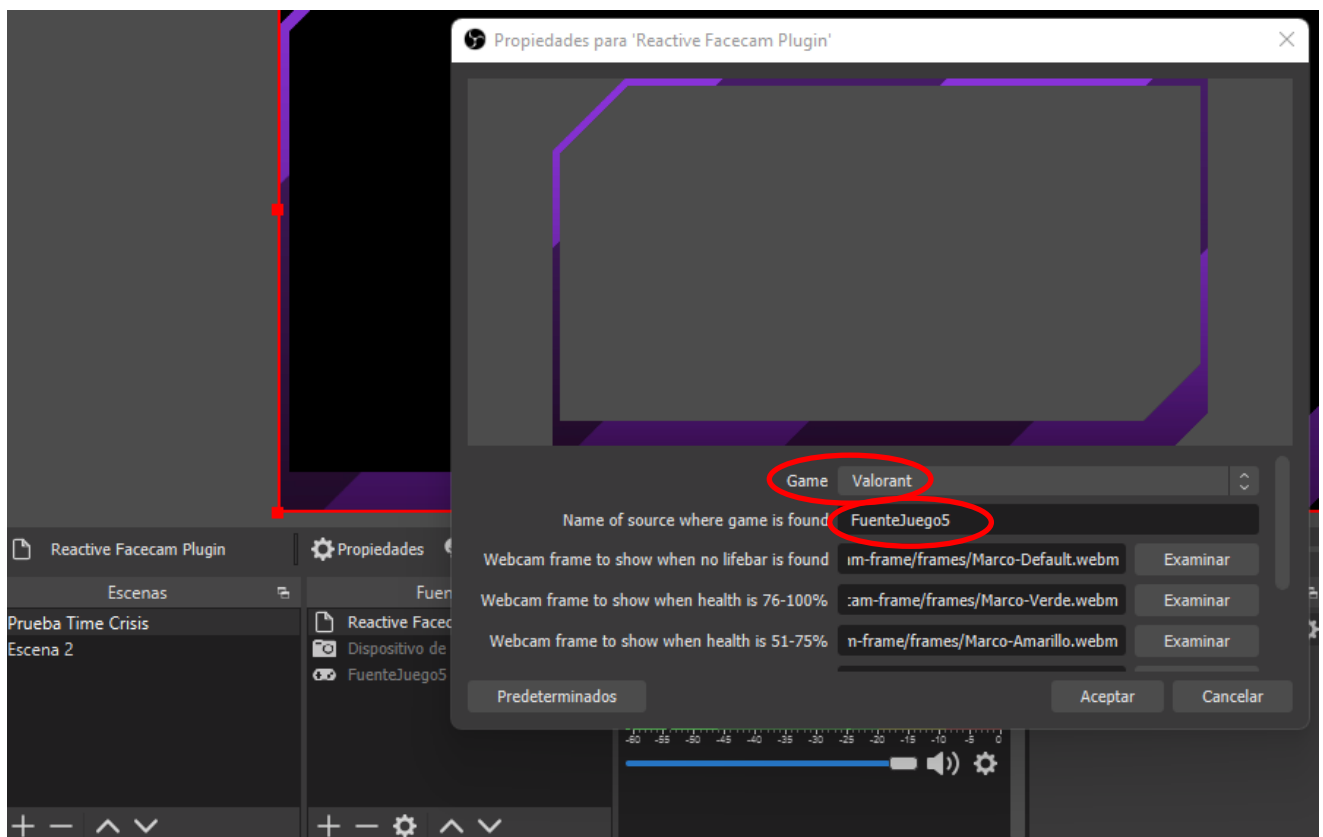 Propiedades para 'Reactive Facecam Plugin'
Game Valorant
Name of source where game is found FuenteJuego5
Webcam frame to show when no lifebar is found ım-frame/frames/Marco-Default.webm Examinar
Webcam frame to show when health is 76-100% :am-frame/frames/Marco-Verde.webm Examinar
Webcam frame to show when health is 51-75% n-frame/frames/Marco-Amarillo.webm Examinar
Predeterminados Aceptar Cancelar
Reactive Facecam Plugin Propiedades
Escenas Fuen
Prueba Time Crisis
Escena 2
Reactive Facec
Dispositivo de
FuenteJuego5
-60 -55 -50 -45 -40 -35 -30 -25 -20 -15 -10 -5 0